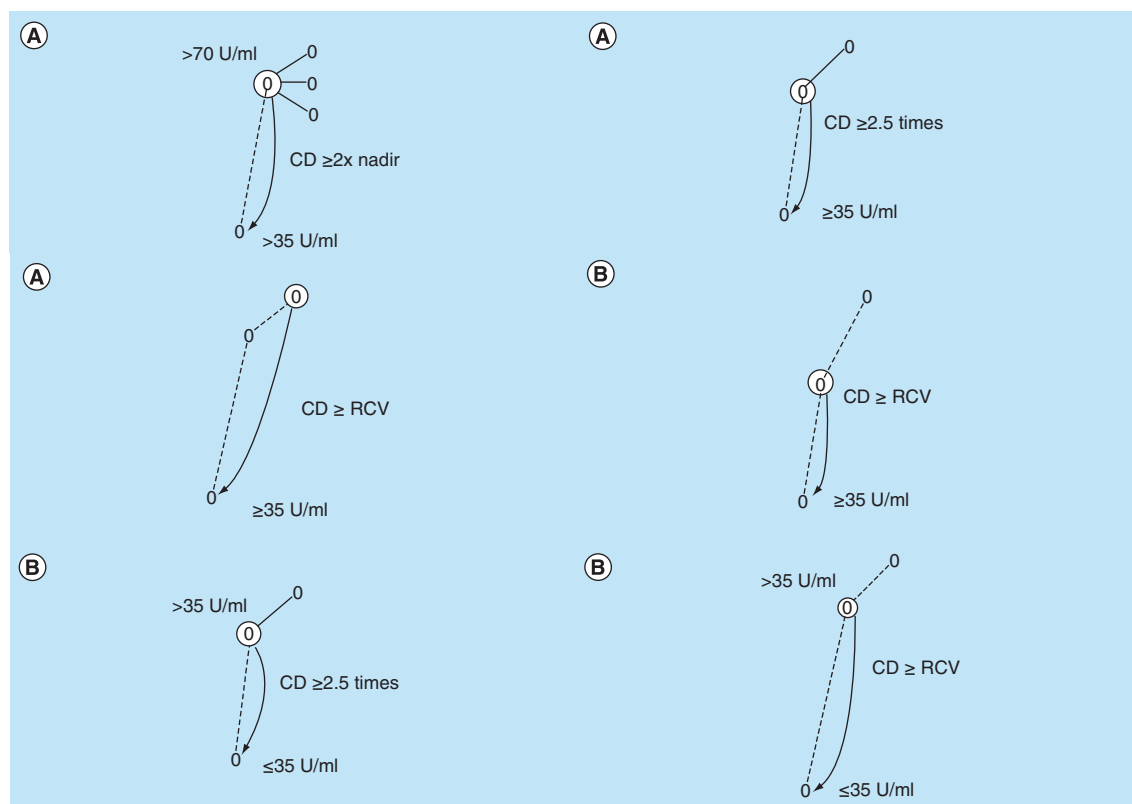 A
>70 U/ml
0
0
0
0
CD ≥2x nadir
0
>35 U/ml
A
0
0
CD ≥2.5 times
0
≥35 U/ml
A
0
0
CD ≥ RCV
0
≥35 U/ml
B
0
0
CD ≥ RCV
0
≥35 U/ml
B
>35 U/ml
0
0
CD ≥2.5 times
0
≤35 U/ml
B
0
>35 U/ml
0
CD ≥ RCV
0
≤35 U/ml